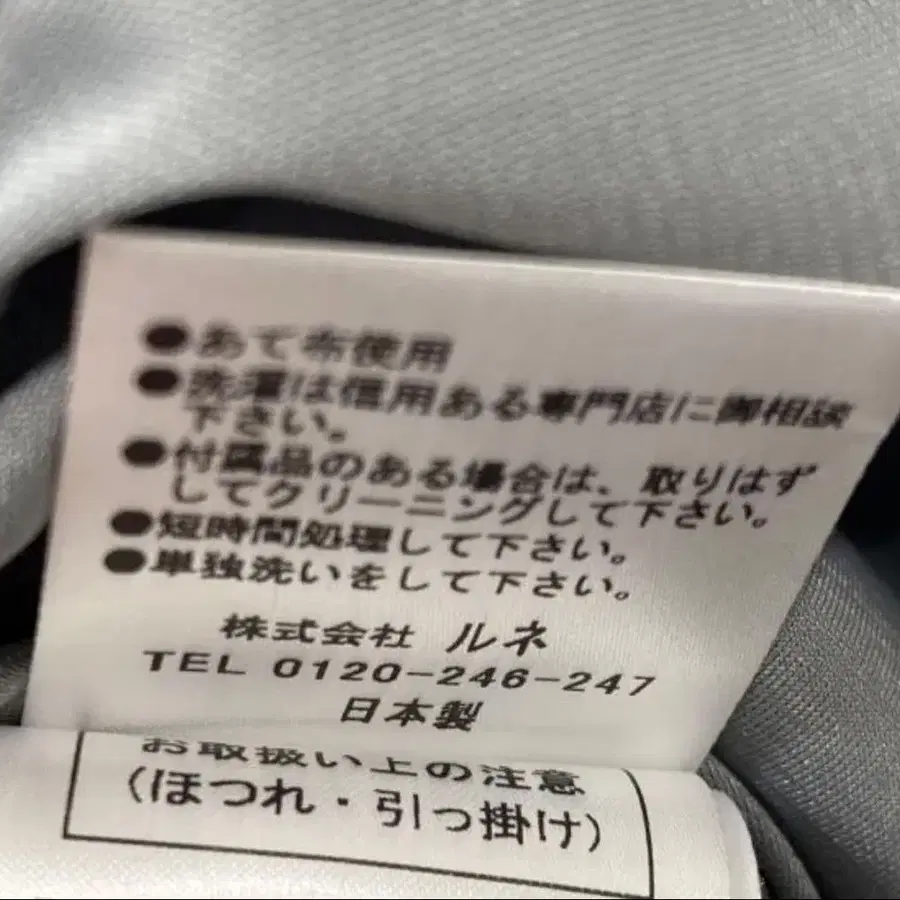 ●あて布使用
●洗濯は信用ある専門店に御相談
下さい。
●付属品のある場合は、取りはず
してクリーニングして下さい。
●短時間処理して下さい。
●単独洗いをして下さい。
株式会社 ルネ
TEL 0120-246-247
日本製
お取扱い上の注意
(ほつれ・引っ掛け)